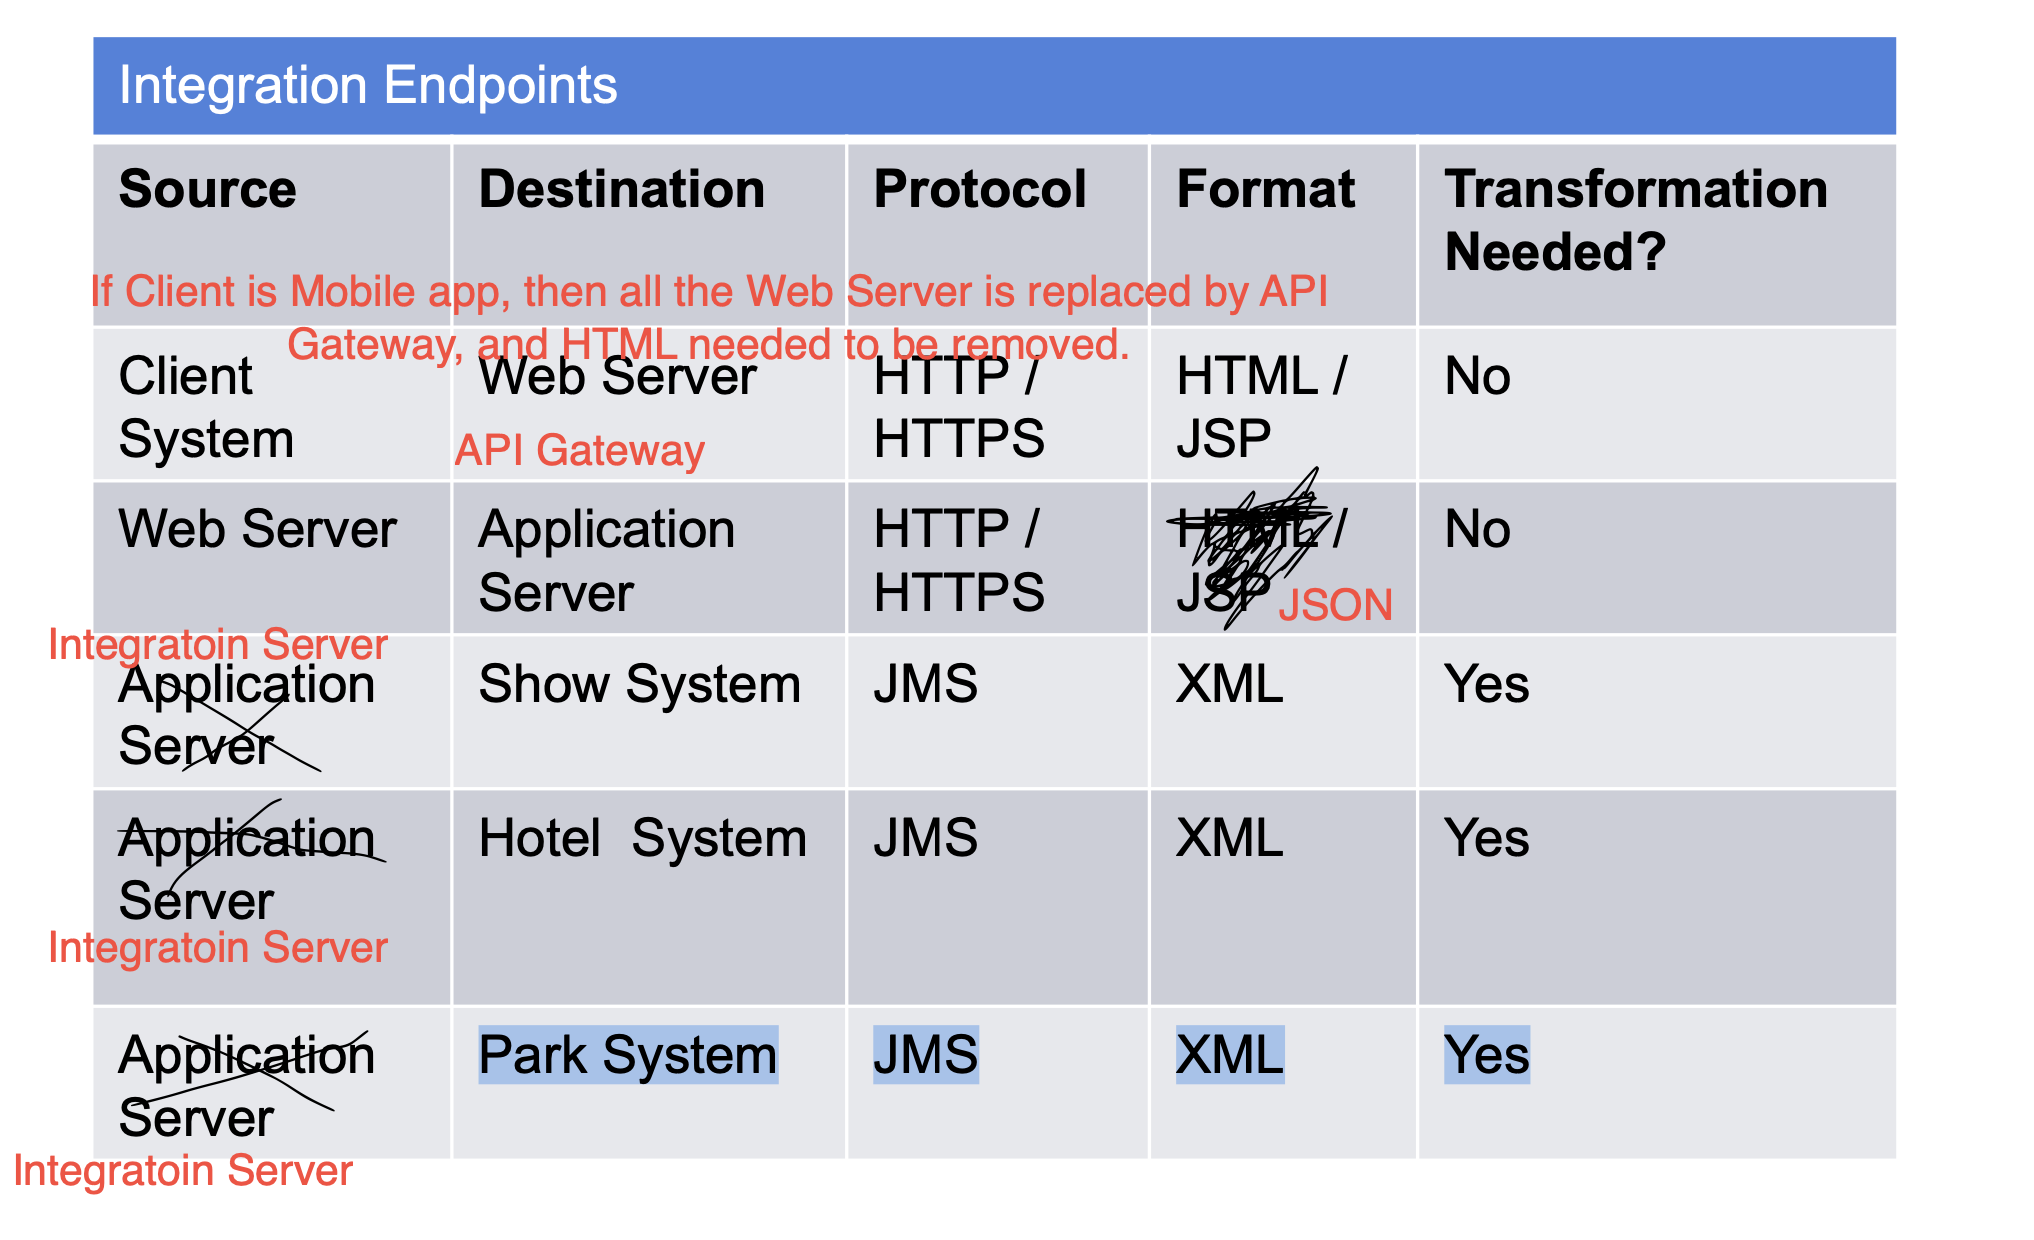 Integration Endpoints
Source
Destination
Protocol
Format
Transformation
Needed?
If Client is Mobile app, then all the Web Server is replaced by API
Gateway, and HTML needed to be removed.
Client
System
Web Server
API Gateway
HTTP /
HTTPS
HTML /
JSP
No
Web Server
Application
Server
HTTP /
HTTPS
HTML /
JSP
JSON
No
Integratoin Server
Application
Server
Show System
JMS
XML
Yes
Application
Server
Integratoin Server
Hotel  System
JMS
XML
Yes
Application
Server
Integratoin Server
Park System
JMS
XML
Yes